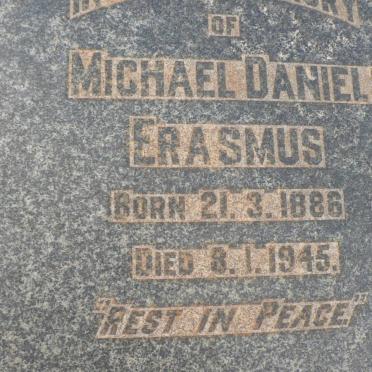 OF
MICHAEL DANIEL
ERASMUS
BORN 21. 3. 1886
DIED 8. 1. 1945.
"REST IN PEACE"